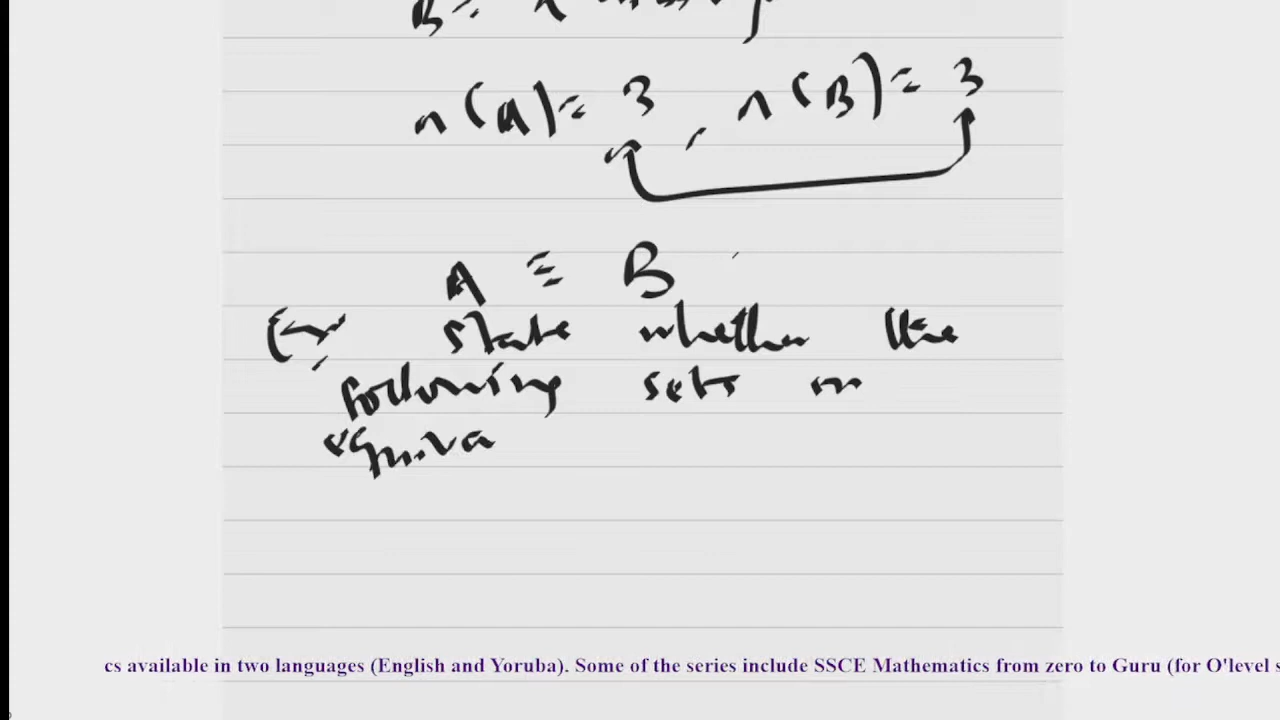 B =
n(A) = 3 , n(B) = 3
A ≡ B
Ex, state whether the
following sets
equiva
cs available in two languages (English and Yoruba). Some of the series include SSCE Mathematics from zero to Guru (for O'level s